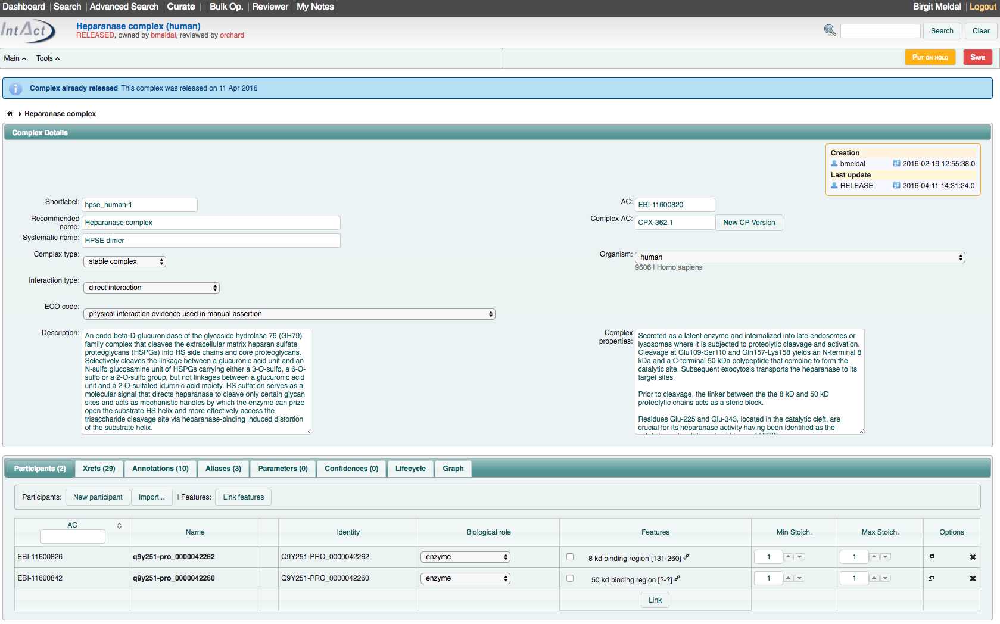 Dashboard | Search | Advanced Search | Curate | | Bulk Op. | Reviewer | My Notes |
Birgit Meldal | Logout
IntAct
Heparanase complex (human)
RELEASED, owned by bmeldal, reviewed by orchard
Search
Clear
Main
Tools
PUT ON HOLD
SAVE
Complex already released This complex was released on 11 Apr 2016
Heparanase complex
Complex Details
Creation
bmeldal 2016-02-19 12:55:38.0
Last update
RELEASE 2016-04-11 14:31:24.0
Shortlabel: hpse_human-1
AC: EBI-11600820
Recommended name: Heparanase complex
Complex AC: CPX-362.1 New CP Version
Systematic name: HPSE dimer
Complex type: stable complex
Organism: human
9606 | Homo sapiens
Interaction type: direct interaction
ECO code: physical interaction evidence used in manual assertion
Description:
An endo-beta-D-glucuronidase of the glycoside hydrolase 79 (GH79)
family complex that cleaves the extracellular matrix heparan sulfate
proteoglycans (HSPGs) into HS side chains and core proteoglycans.
Selectively cleaves the linkage between a glucuronic acid unit and an
N-sulfo glucosamine unit of HSPGs carrying either a 3-O-sulfo, a 6-O-
sulfo or a 2-O-sulfo group, but not linkages between a glucuronic acid
unit and a 2-O-sulfated iduronic acid moiety. HS sulfation serves as a
molecular signal that directs heparanase to cleave only certain glycan
sites and acts as mechanistic handles by which the enzyme can prize
open the substrate HS helix and more effectively access the
trisaccharide cleavage site via heparanase-binding induced distortion
of the substrate helix.
Complex properties:
Secreted as a latent enzyme and internalized into late endosomes or
lysosomes where it is subjected to proteolytic cleavage and activation.
Cleavage at Glu109-Ser110 and Gln157-Lys158 yields an N-terminal 8
kDa and a C-terminal 50 kDa polypeptide that combine to form the
catalytic site. Subsequent exocytosis transports the heparanase to its
target sites.
Prior to cleavage, the linker between the the 8 kD and 50 kD
proteolytic chains acts as a steric block.
Residues Glu-225 and Glu-343, located in the catalytic cleft, are
crucial for its heparanase activity having been identified as the
Participants (2)
Xrefs (29)
Annotations (10)
Aliases (3)
Parameters (0)
Confidences (0)
Lifecycle
Graph
Participants: New participant Import... | Features: Link features
AC Name Identity Biological role Features Min Stoich. Max Stoich. Options
EBI-11600826 q9y251-pro_0000042262 Q9Y251-PRO_0000042262 enzyme 8 kd binding region [131-260] 1 1
EBI-11600842 q9y251-pro_0000042260 Q9Y251-PRO_0000042260 enzyme 50 kd binding region [?-?] 1 1
Link